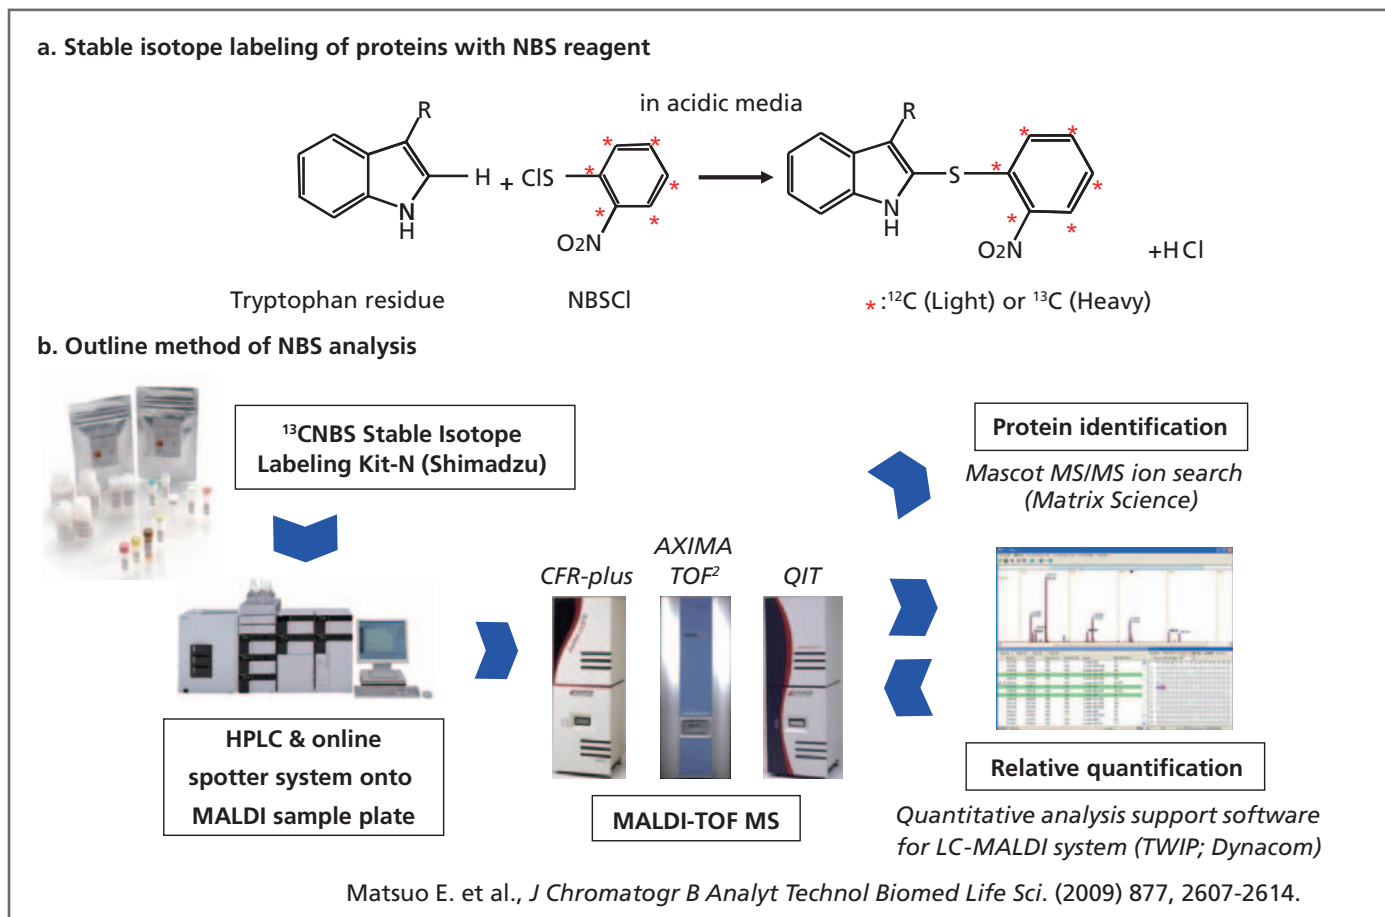 a. Stable isotope labeling of proteins with NBS reagent
in acidic media
R
H
+
ClS
N
H
O2N
R
S
N
H
O2N
+HCl
Tryptophan residue
NBSCl
*:¹²C (Light) or ¹³C (Heavy)
b. Outline method of NBS analysis
¹³CNBS Stable Isotope
Labeling Kit-N (Shimadzu)
Protein identification
Mascot MS/MS ion search
(Matrix Science)
CFR-plus
AXIMA
TOF²
QIT
HPLC & online
spotter system onto
MALDI sample plate
MALDI-TOF MS
Relative quantification
Quantitative analysis support software
for LC-MALDI system (TWIP; Dynacom)
Matsuo E. et al., J Chromatogr B Analyt Technol Biomed Life Sci. (2009) 877, 2607-2614.